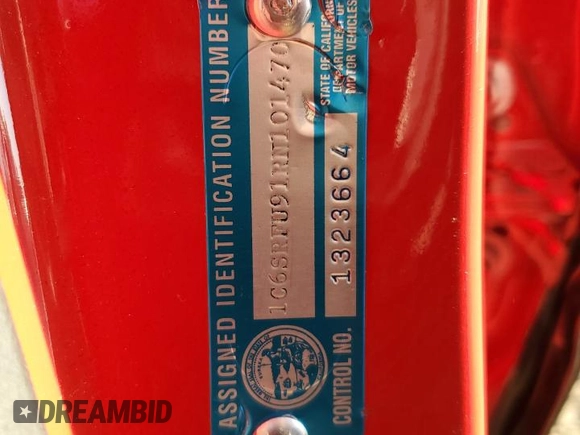 ASSIGNED IDENTIFICATION NUMBER
1C6SRFU91RN101470
STATE OF CALIFORNIA
DEPARTMENT OF
MOTOR VEHICLES
CONTROL NO. 1323664
DREAMBID